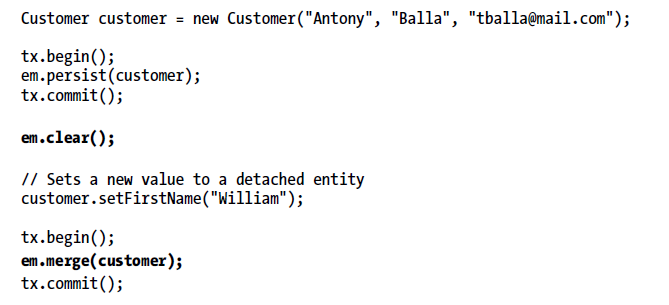 Customer customer = new Customer("Antony", "Balla", "tballa@mail.com");
tx.begin();
em.persist(customer);
tx.commit();
em.clear();
// Sets a new value to a detached entity
customer.setFirstName("William");
tx.begin();
em.merge(customer);
tx.commit();